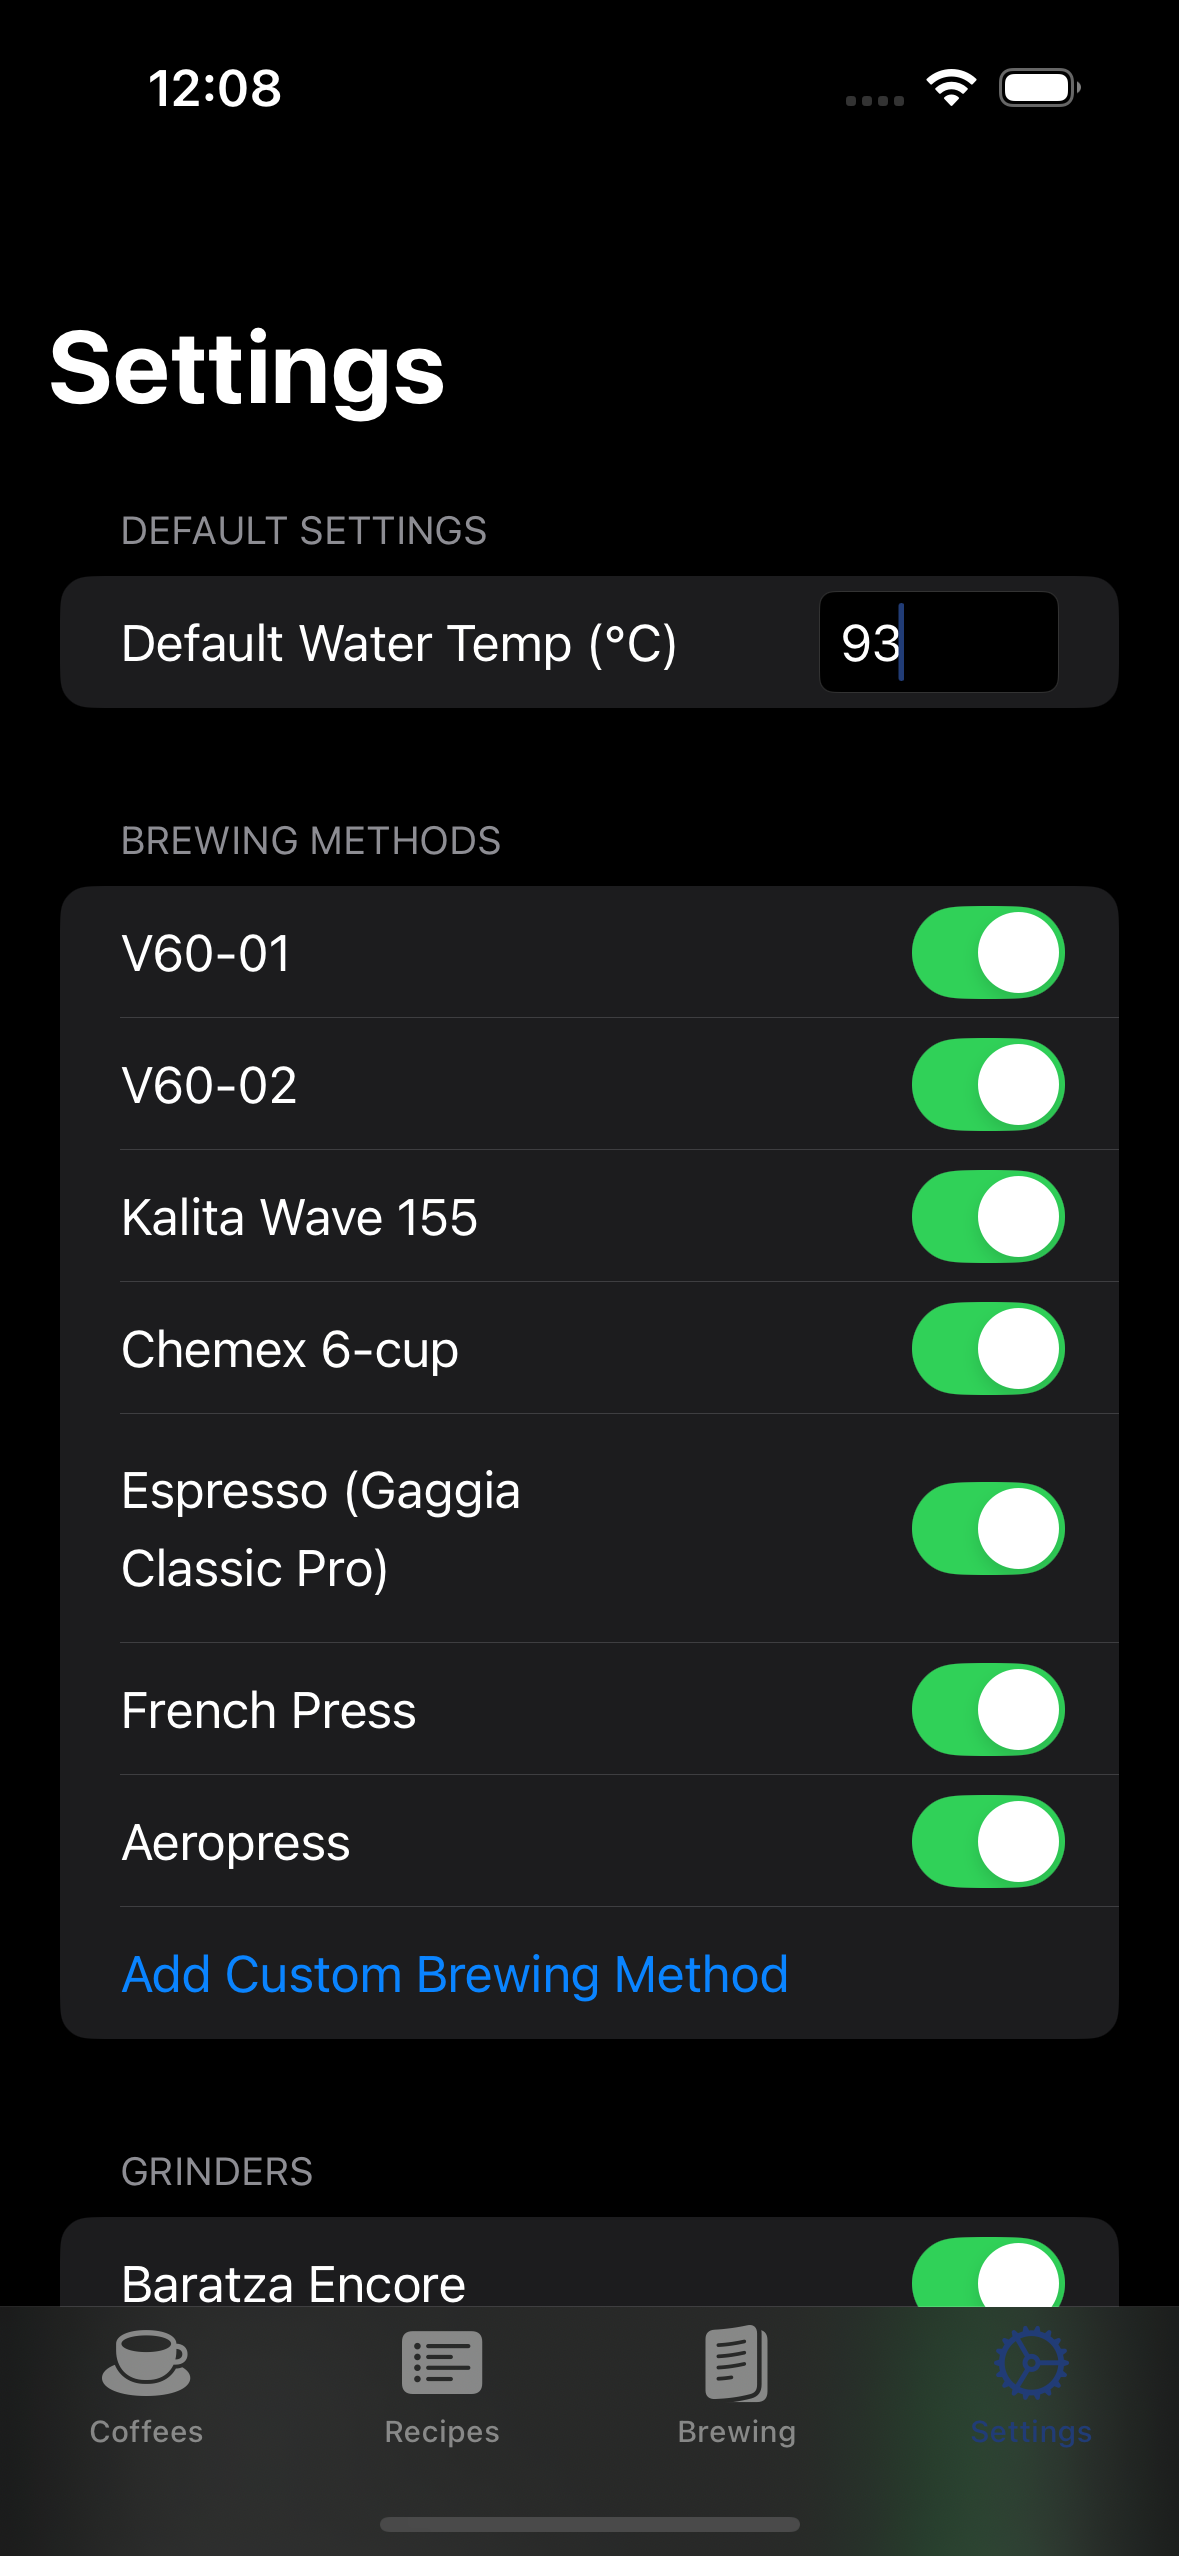 12:08
Settings
DEFAULT SETTINGS
Default Water Temp (°C)
93
BREWING METHODS
V60-01
V60-02
Kalita Wave 155
Chemex 6-cup
Espresso (Gaggia
Classic Pro)
French Press
Aeropress
Add Custom Brewing Method
GRINDERS
Baratza Encore
Coffees
Recipes
Brewing
Settings